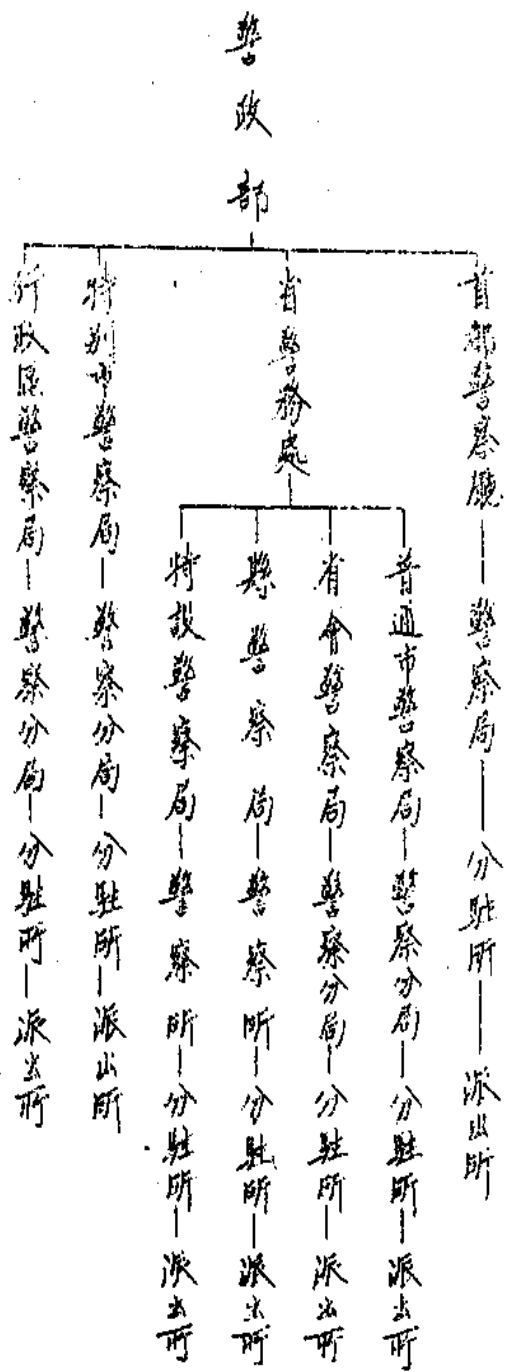 警政部
首都警察廳—警察局—分駐所—派出所
省警務處
普通市警察局—警察分局—分駐所—派出所
省會警察局—警察分局—分駐所—派出所
縣警察局—警察所—分駐所—派出所
特設警察局—警察所—分駐所—派出所
特別市警察局—警察分局—分駐所—派出所
行政區警察局—警察分局—分駐所—派出所